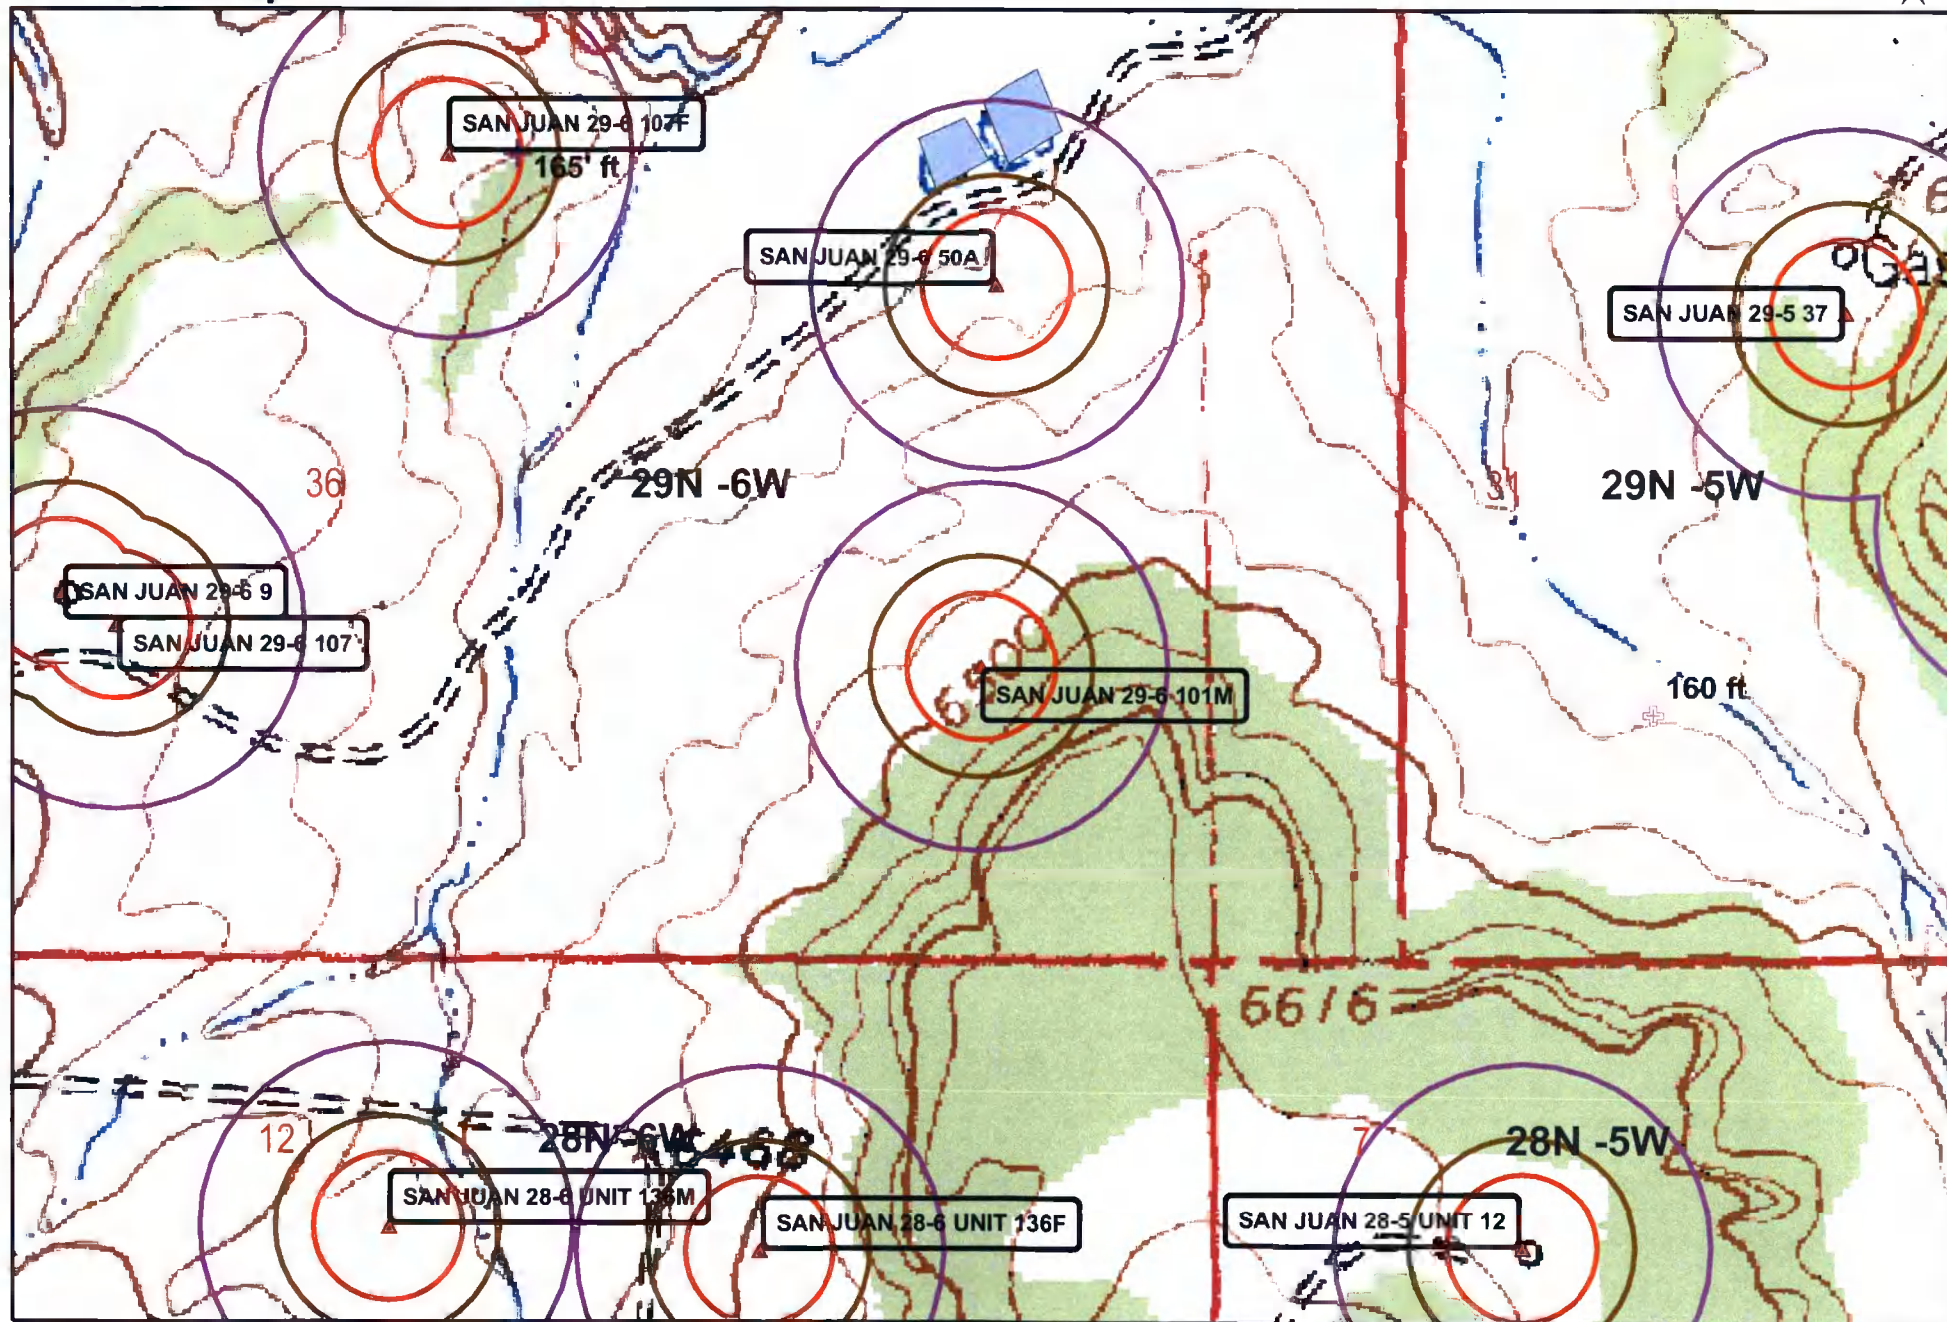 SAN JUAN 29-6 107F
165' ft
SAN JUAN 29-6 50A
oGas
SAN JUAN 29-5 37
36
29N -6W
31
29N -5W
SAN JUAN 29-6 9
SAN JUAN 29-6 107
SAN JUAN 29-6 101M
160 ft
6616
12
28N -6W
6468
7
28N -5W
SAN JUAN 28-6 UNIT 136M
SAN JUAN 28-6 UNIT 136F
SAN JUAN 28-5 UNIT 12